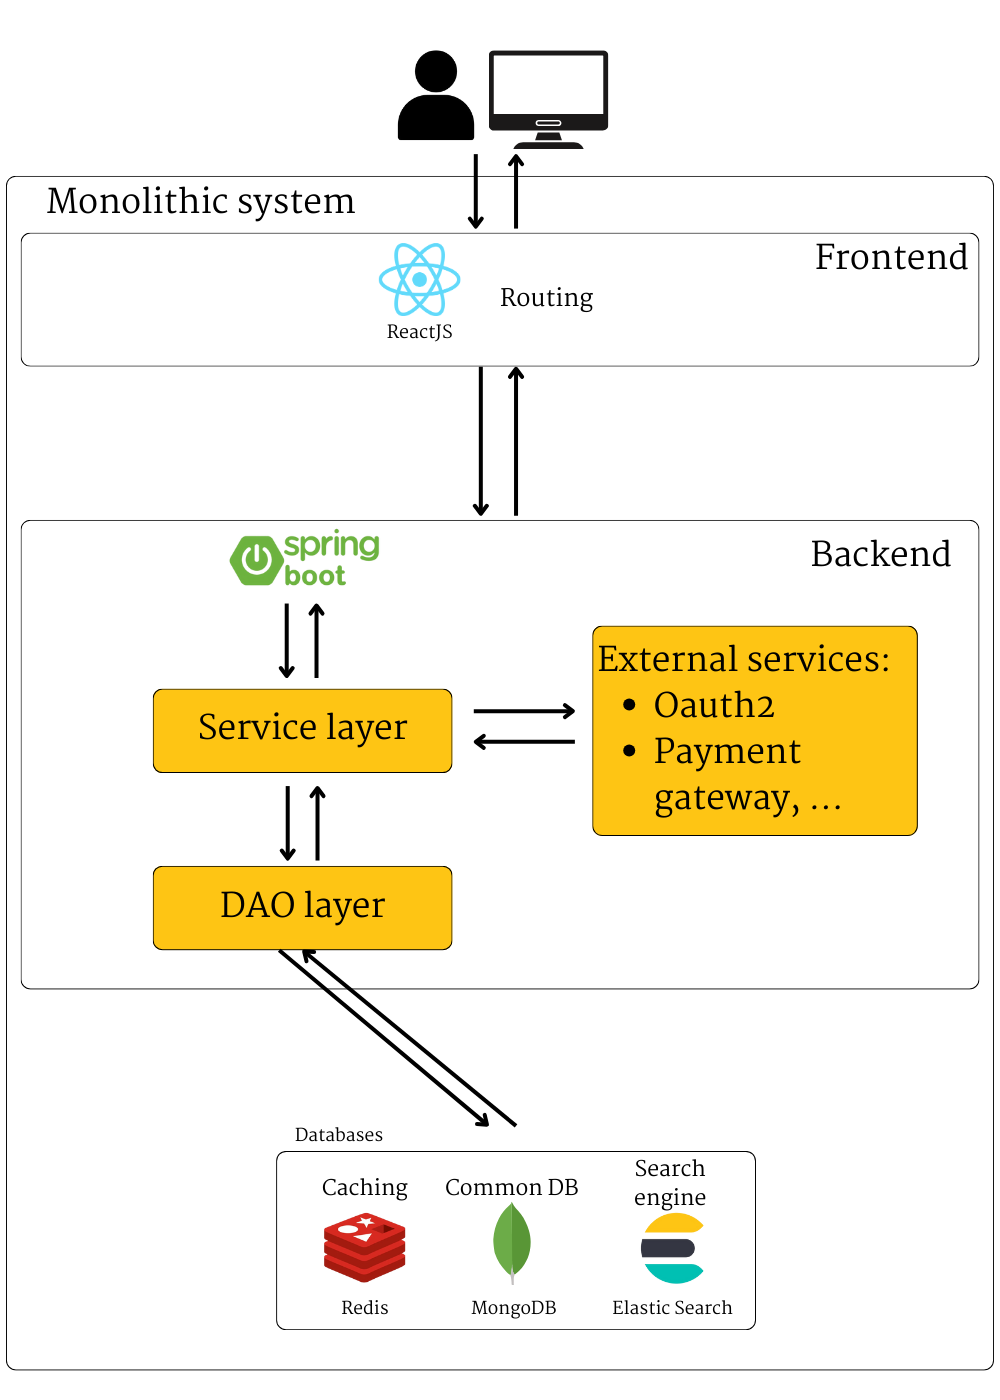 Monolithic system
Frontend
Routing
ReactJS
spring
boot
Backend
External services:
• Oauth2
• Payment
gateway, ...
Service layer
DAO layer
Databases
Caching
Common DB
Search
engine
Redis
MongoDB
Elastic Search